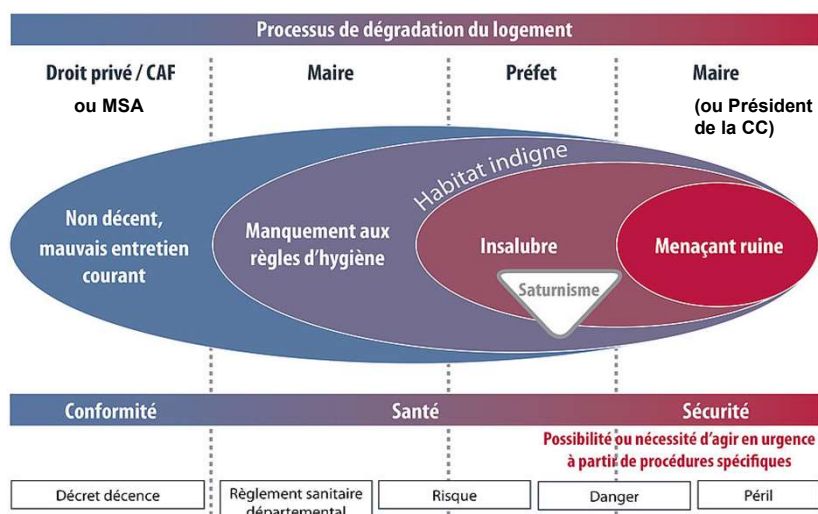 Processus de dégradation du logement
Droit privé / CAF
ou MSA
Maire
Préfet
Maire
(ou Président
de la CC)
Habitat indigne
Non décent,
mauvais entretien
courant
Manquement aux
règles d'hygiène
Insalubre
Menaçant ruine
Saturnisme
Conformité
Santé
Sécurité
Possibilité ou nécessité d'agir en urgence
à partir de procédures spécifiques
Décret décence
Règlement sanitaire
départemental
Risque
Danger
Péril